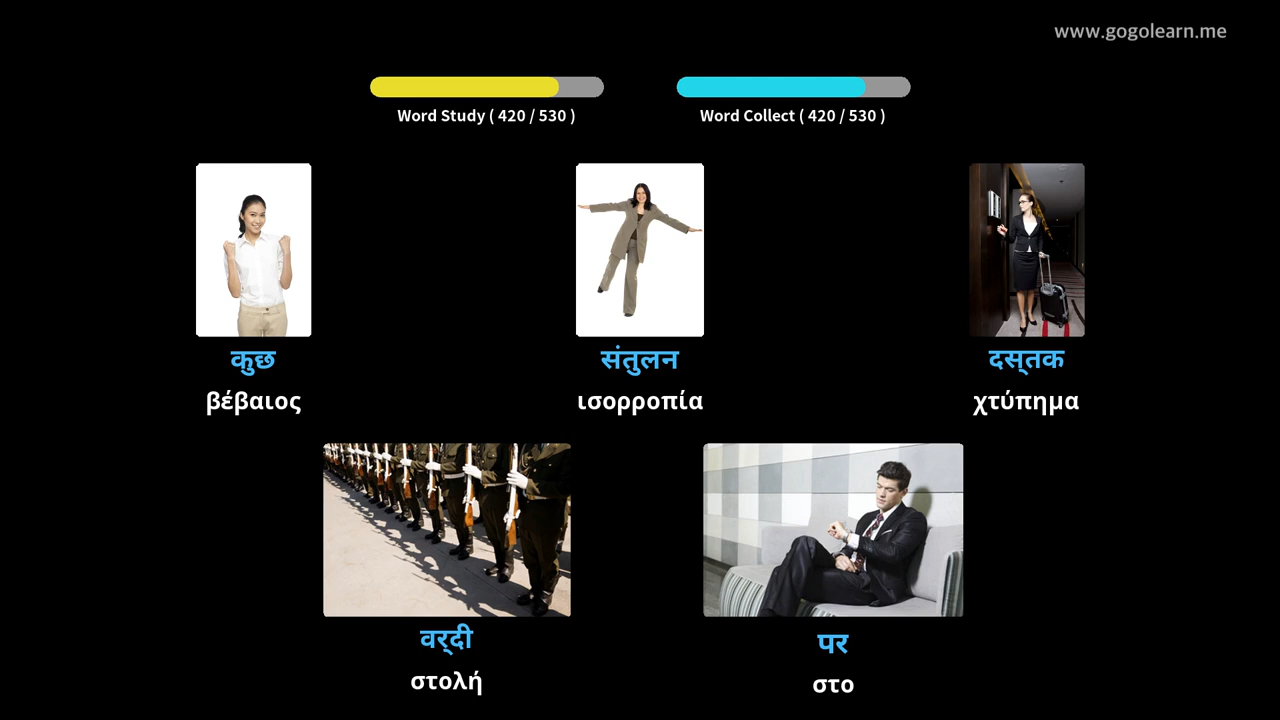 www.gogolearn.me
Word Study ( 420 / 530 )
Word Collect ( 420 / 530 )
कुछ
संतुलन
दस्तक
βέβαιος
ισορροπία
χτύπημα
वर्दी
पर
στολή
στο